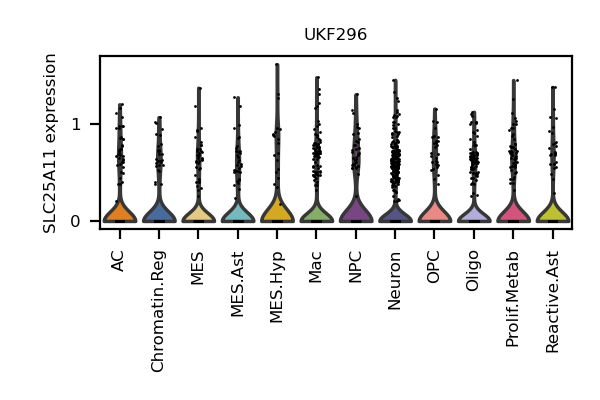 UKF296
SLC25A11 expression
1
0
AC
Chromatin.Reg
MES
MES.Ast
MES.Hyp
Mac
NPC
Neuron
OPC
Oligo
Prolif.Metab
Reactive.Ast